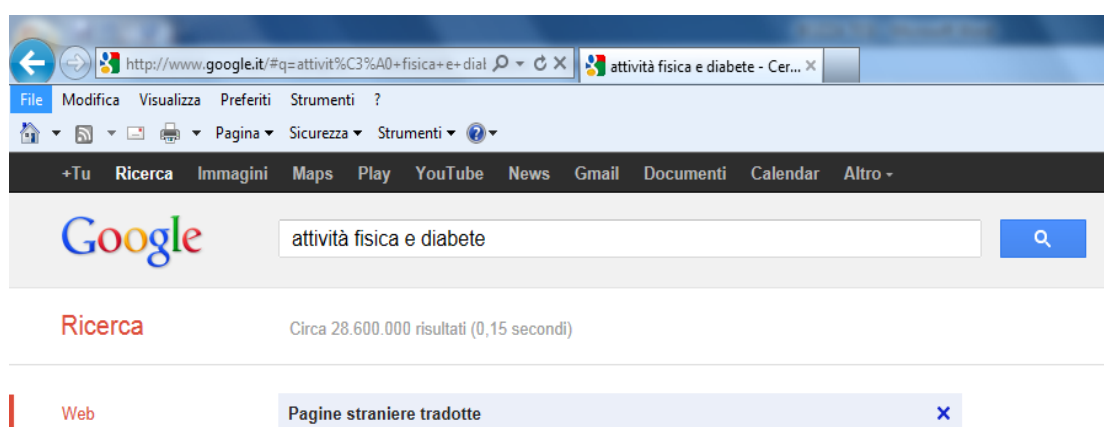 http://www.google.it/#q=attivit%C3%A0+fisica+e+diab
attività fisica e diabete - Cer...
File Modifica Visualizza Preferiti Strumenti ?
Pagina Sicurezza Strumenti
+Tu Ricerca Immagini Maps Play YouTube News Gmail Documenti Calendar Altro
Google attività fisica e diabete
Ricerca Circa 28.600.000 risultati (0,15 secondi)
Web Pagine straniere tradotte